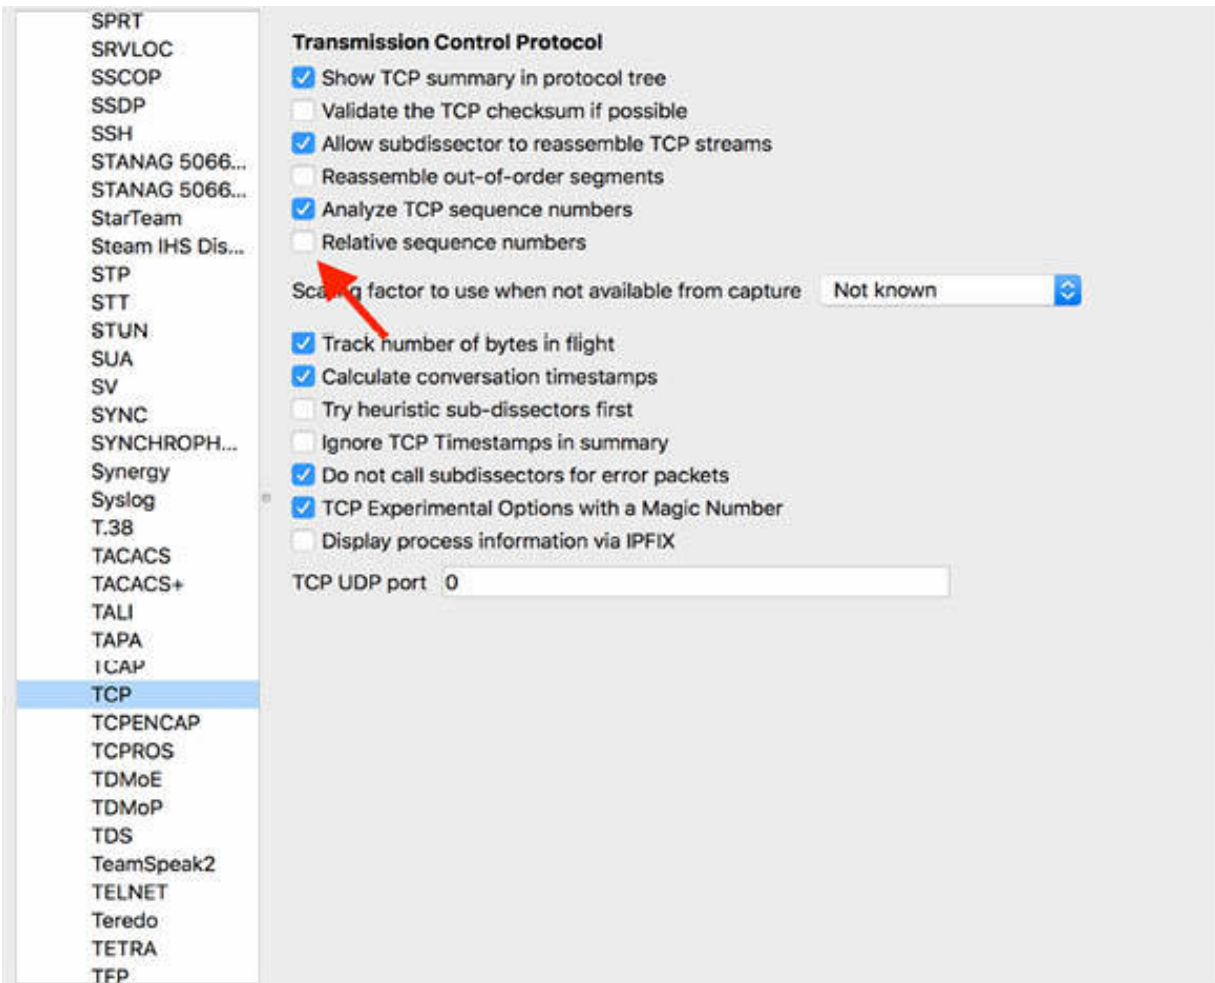 SPRT
SRVLOC
SSCOP
SSDP
SSH
STANAG 5066...
STANAG 5066...
StarTeam
Steam IHS Dis...
STP
STT
STUN
SUA
SV
SYNC
SYNCHROPH...
Synergy
Syslog
T.38
TACACS
TACACS+
TALI
TAPA
TCAP
TCP
TCPENCAP
TCPROS
TDMoE
TDMoP
TDS
TeamSpeak2
TELNET
Teredo
TETRA
TFP
Transmission Control Protocol
Show TCP summary in protocol tree
Validate the TCP checksum if possible
Allow subdissector to reassemble TCP streams
Reassemble out-of-order segments
Analyze TCP sequence numbers
Relative sequence numbers
Scaling factor to use when not available from capture Not known
Track number of bytes in flight
Calculate conversation timestamps
Try heuristic sub-dissectors first
Ignore TCP Timestamps in summary
Do not call subdissectors for error packets
TCP Experimental Options with a Magic Number
Display process information via IPFIX
TCP UDP port 0